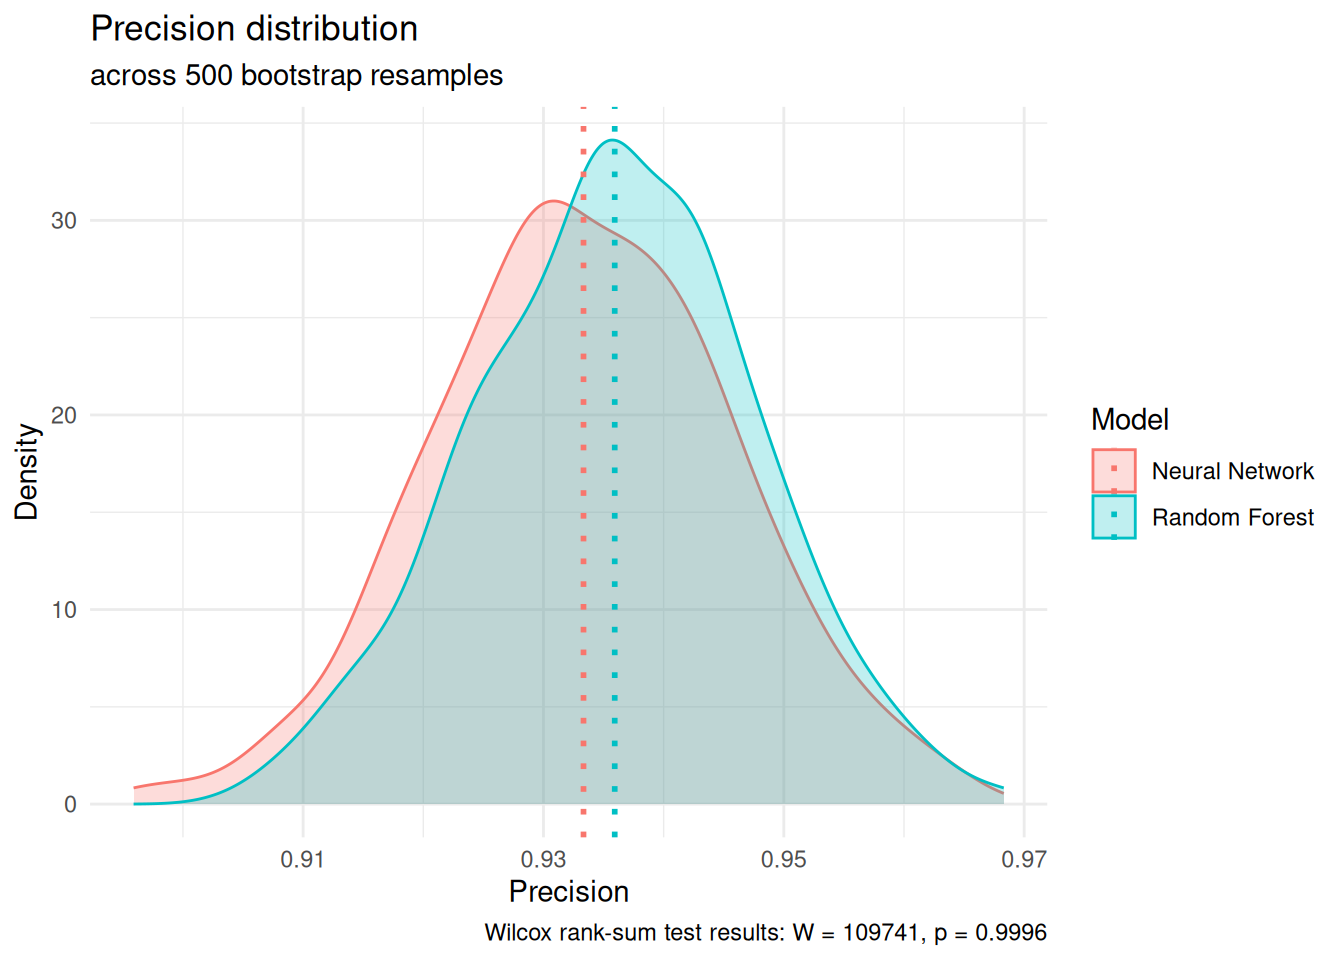 Precision distribution
across 500 bootstrap resamples
Density
30
20
10
0
0.91
0.93
0.95
0.97
Precision
Model
Neural Network
Random Forest
Wilcox rank-sum test results: W = 109741, p = 0.9996